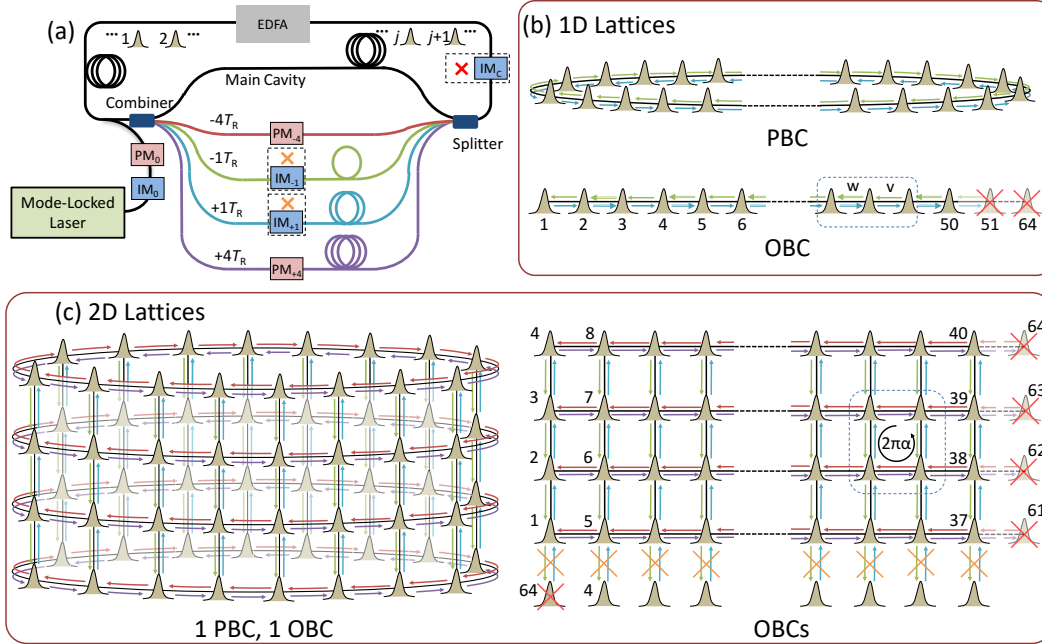 (a)
··· 1 2 ···
EDFA
··· j j+1 ···
IM_C
Main Cavity
Combiner
Splitter
-4T_R
PM_-4
-1T_R
IM_-1
+1T_R
IM_+1
+4T_R
PM_+4
PM_0
IM_0
Mode-Locked
Laser
(b) 1D Lattices
PBC
w v
1 2 3 4 5 6 50 51 64
OBC
(c) 2D Lattices
1 PBC, 1 OBC
4 8 40 64
3 7 39 63
2πα
2 6 38 62
1 5 37 61
64 4
OBCs